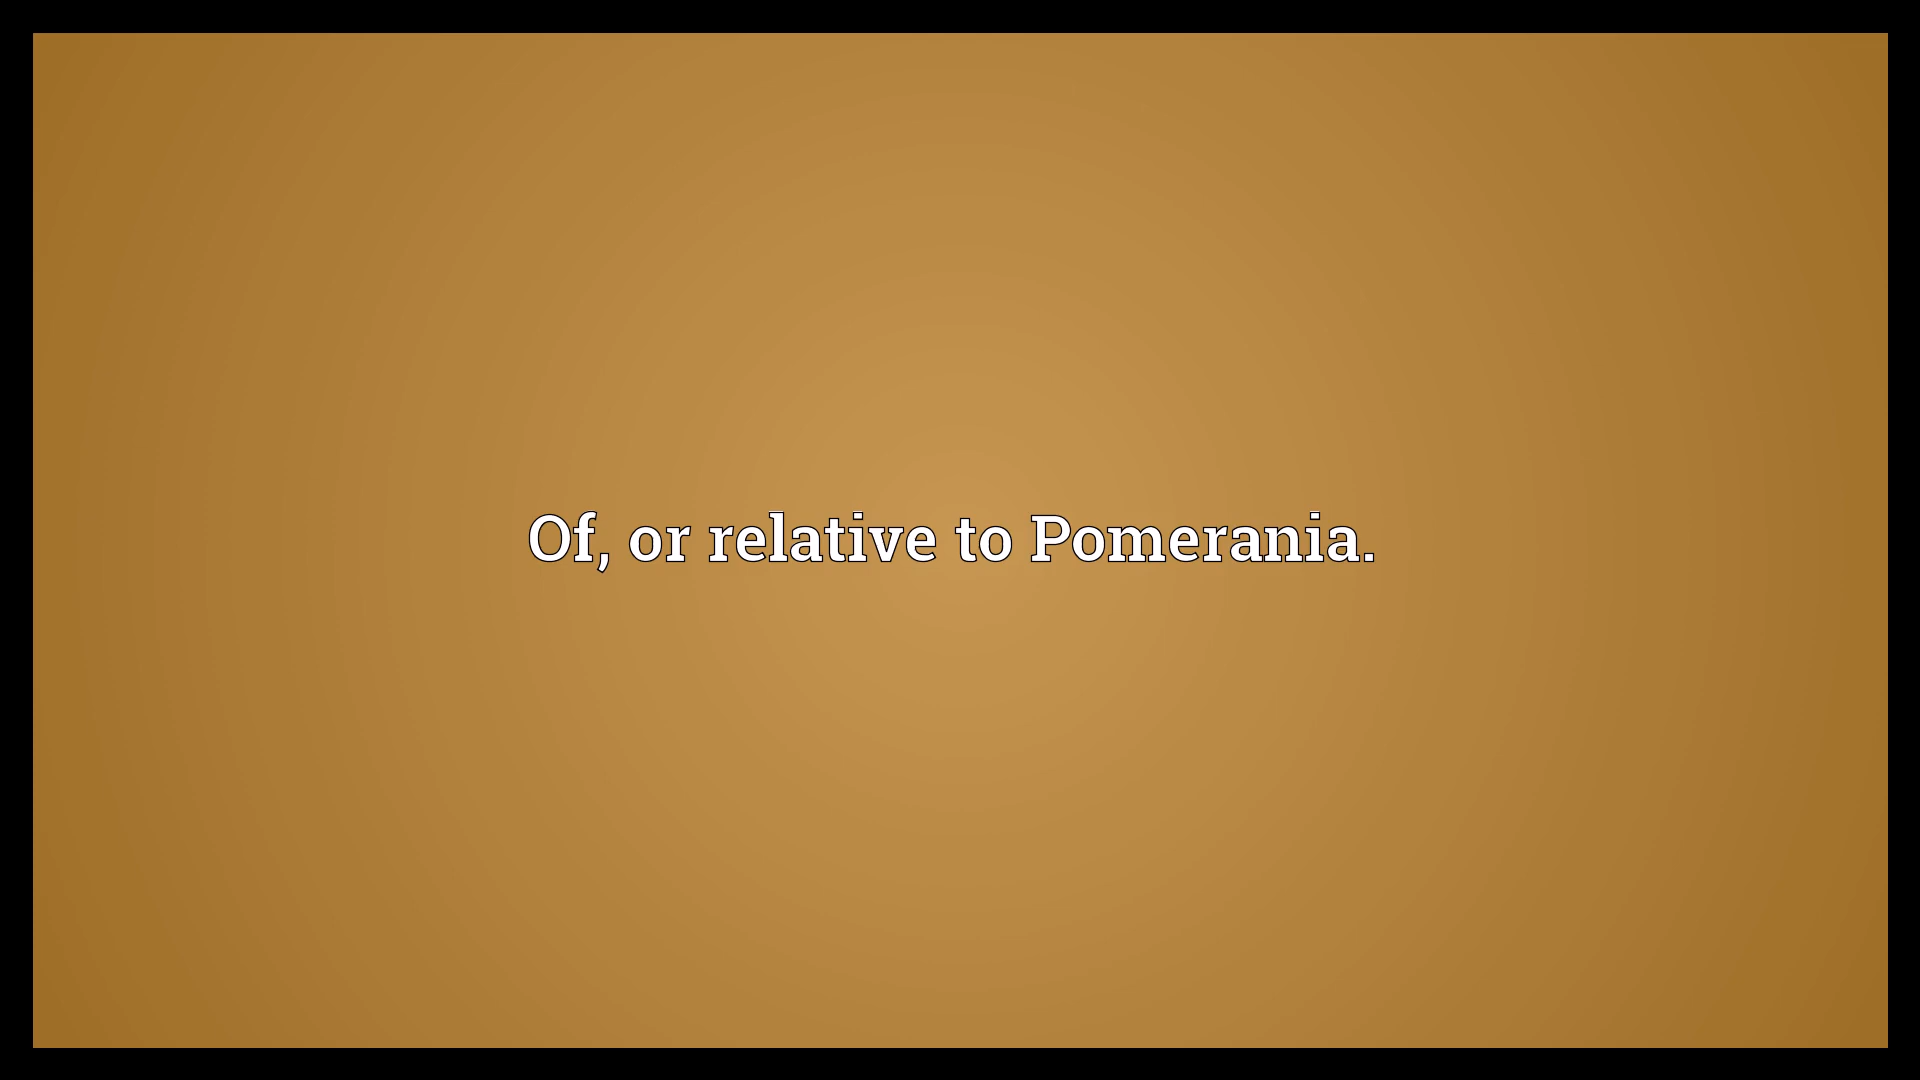 Of, or relative to Pomerania.